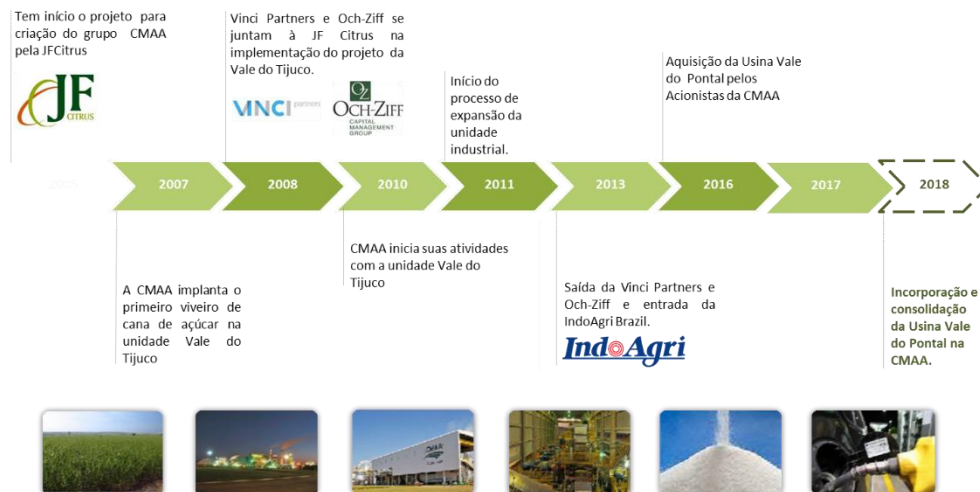 Tem início o projeto para
criação do grupo CMAA
pela JFCitrus
JF
CITRUS
Vinci Partners e Och-Ziff se
juntam à JF Citrus na
implementação do projeto da
Vale do Tijuco.
VINCI partners
OZ
OCH-ZIFF
CAPITAL
MANAGEMENT
GROUP
Início do
processo de
expansão da
unidade
industrial.
Aquisição da Usina Vale
do Pontal pelos
Acionistas da CMAA
2007
2008
2010
2011
2013
2016
2017
2018
A CMAA implanta o
primeiro viveiro de
cana de açúcar na
unidade Vale do
Tijuco
CMAA inicia suas atividades
com a unidade Vale do
Tijuco
Saída da Vinci Partners e
Och-Ziff e entrada da
IndoAgri Brazil.
IndoAgri
Incorporação e
consolidação
da Usina Vale
do Pontal na
CMAA.
CMAA